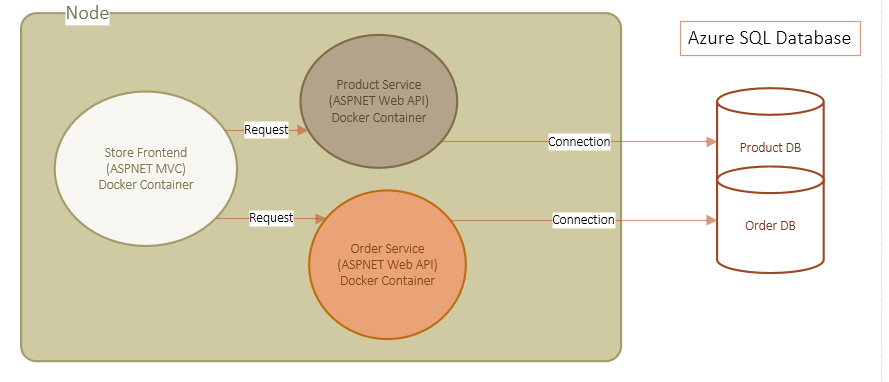 Node
Azure SQL Database
Product Service
(ASPNET Web API)
Docker Container
Request
Connection
Product DB
Store Frontend
(ASPNET MVC)
Docker Container
Request
Connection
Order DB
Order Service
(ASPNET Web API)
Docker Container